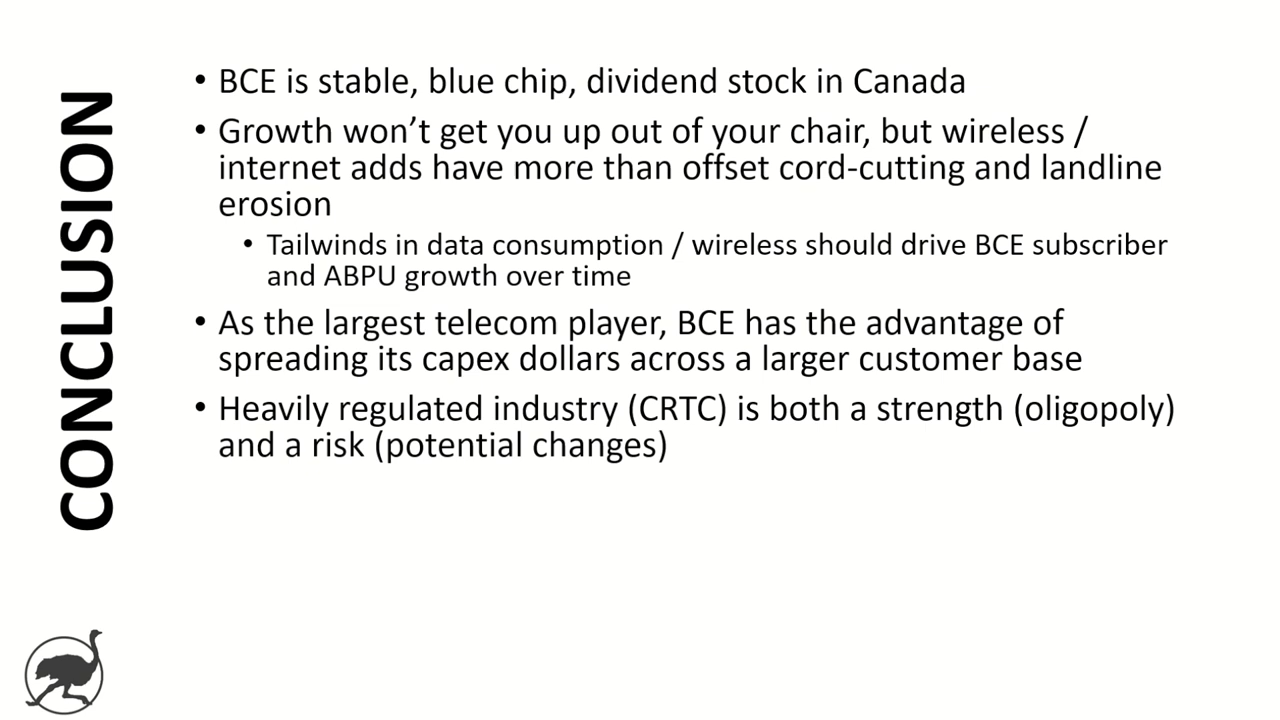 CONCLUSION
• BCE is stable, blue chip, dividend stock in Canada
• Growth won’t get you up out of your chair, but wireless /
internet adds have more than offset cord-cutting and landline
erosion
• Tailwinds in data consumption / wireless should drive BCE subscriber
and ABPU growth over time
• As the largest telecom player, BCE has the advantage of
spreading its capex dollars across a larger customer base
• Heavily regulated industry (CRTC) is both a strength (oligopoly)
and a risk (potential changes)